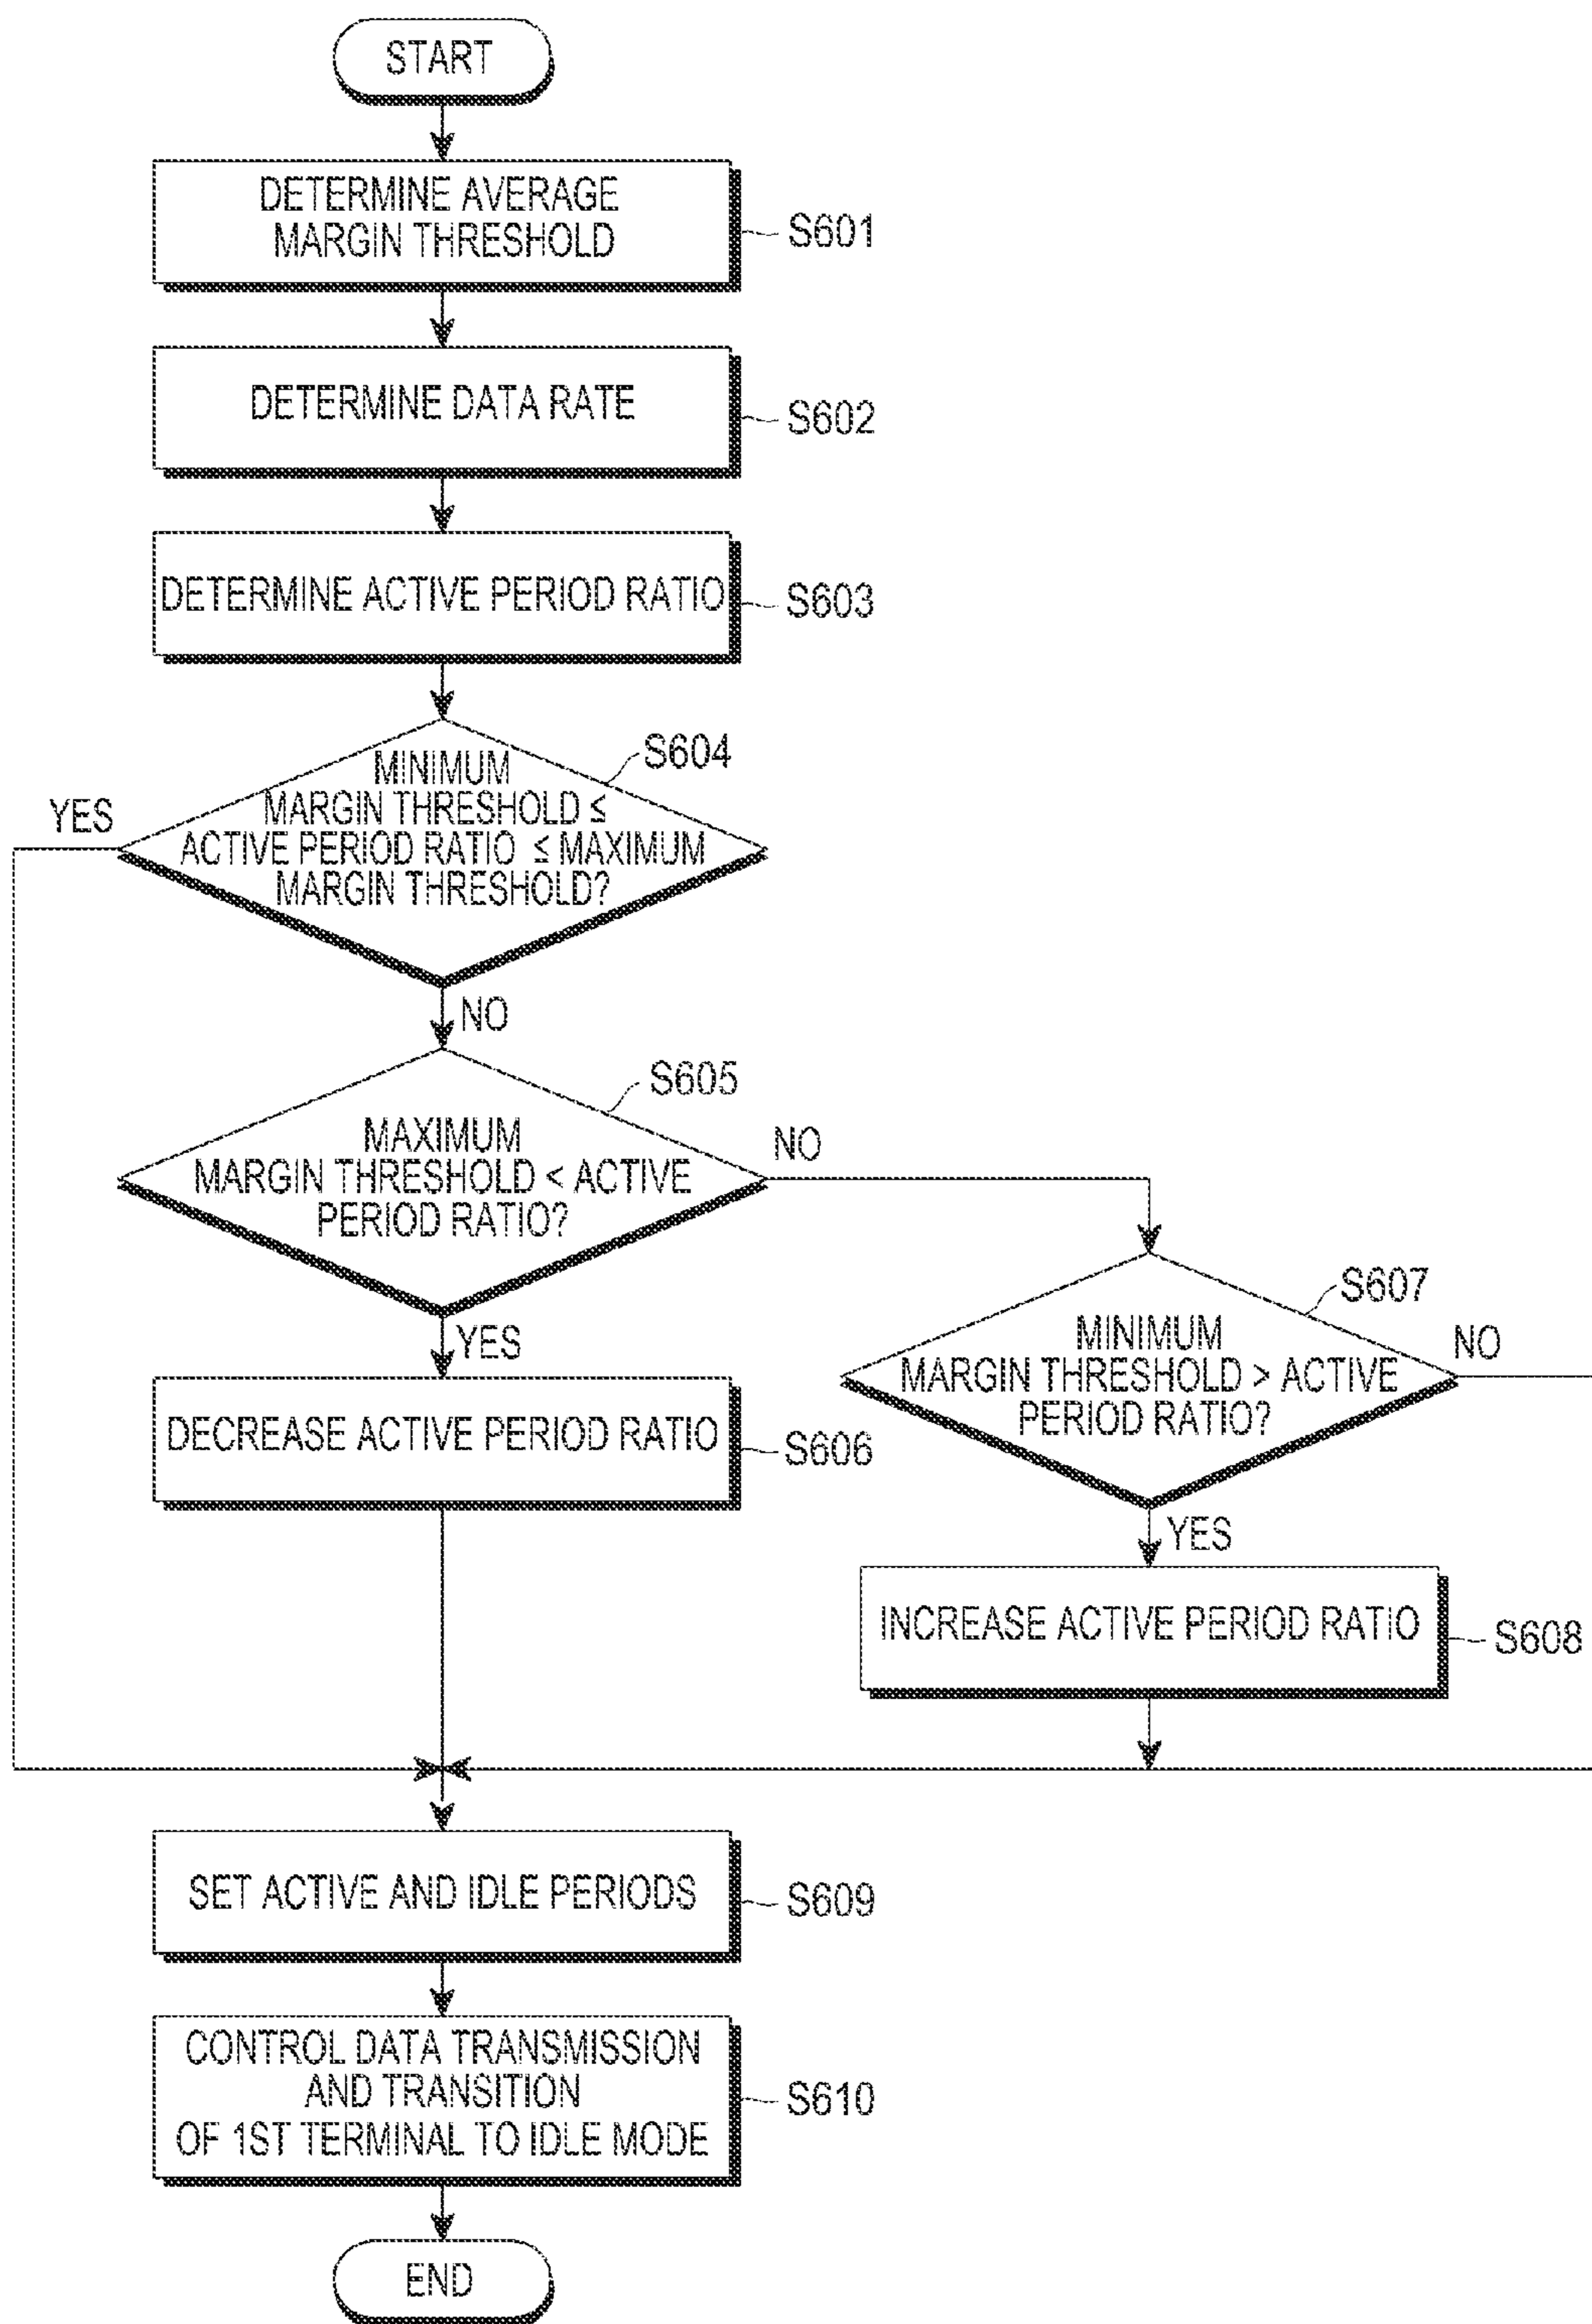 START
DETERMINE AVERAGE
MARGIN THRESHOLD
S601
DETERMINE DATA RATE
S602
DETERMINE ACTIVE PERIOD RATIO
S603
S604
MINIMUM
MARGIN THRESHOLD ≤
ACTIVE PERIOD RATIO ≤ MAXIMUM
MARGIN THRESHOLD?
YES
NO
S605
MAXIMUM
MARGIN THRESHOLD < ACTIVE
PERIOD RATIO?
NO
YES
DECREASE ACTIVE PERIOD RATIO
S606
S607
MINIMUM
MARGIN THRESHOLD > ACTIVE
PERIOD RATIO?
NO
YES
INCREASE ACTIVE PERIOD RATIO
S608
SET ACTIVE AND IDLE PERIODS
S609
CONTROL DATA TRANSMISSION
AND TRANSITION
OF 1ST TERMINAL TO IDLE MODE
S610
END